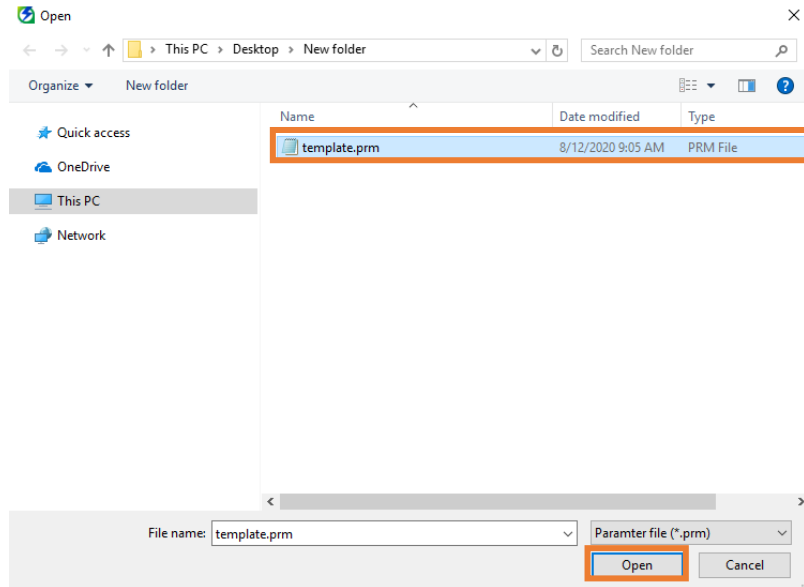 Open
This PC > Desktop > New folder
Search New folder
Organize
New folder
Name
Date modified
Type
Quick access
template.prm
8/12/2020 9:05 AM
PRM File
OneDrive
This PC
Network
File name:
template.prm
Paramter file (*.prm)
Open
Cancel